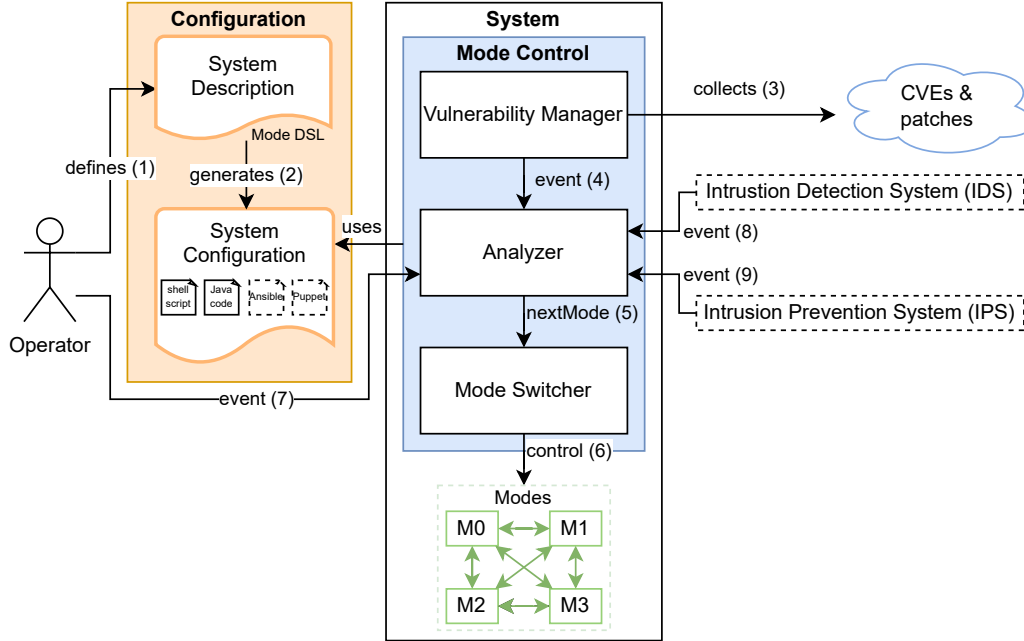 Configuration
System
Description
Mode DSL
defines (1)
generates (2)
System
Configuration
shell
script
Java
code
Ansible
Puppet
Operator
event (7)
uses
System
Mode Control
Vulnerability Manager
event (4)
Analyzer
nextMode (5)
Mode Switcher
control (6)
Modes
M0
M1
M2
M3
collects (3)
CVEs &
patches
Intrusion Detection System (IDS)
event (8)
event (9)
Intrusion Prevention System (IPS)